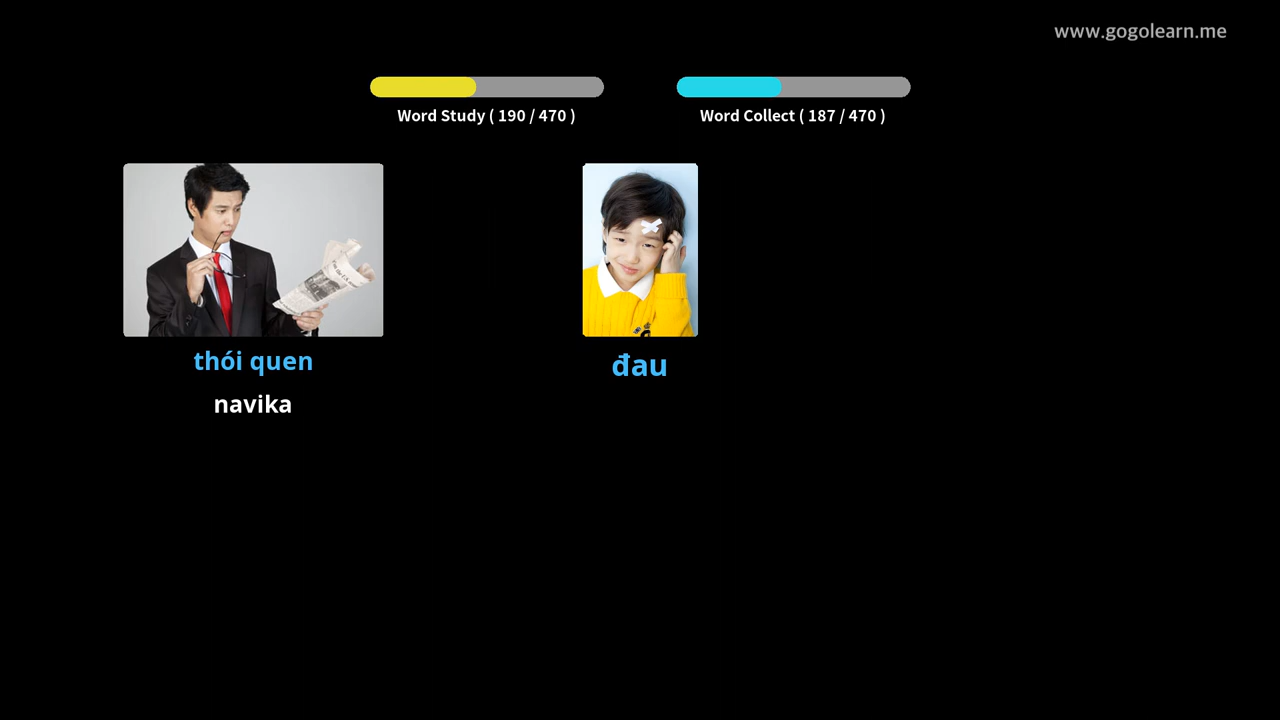 www.gogolearn.me
Word Study ( 190 / 470 )
Word Collect ( 187 / 470 )
thói quen
navika
đau